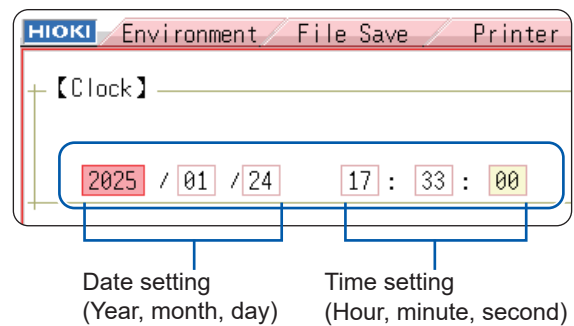 HIOKI Environment File Save Printer
【Clock】
2025 / 01 / 24 17 : 33 : 00
Date setting Time setting
(Year, month, day) (Hour, minute, second)